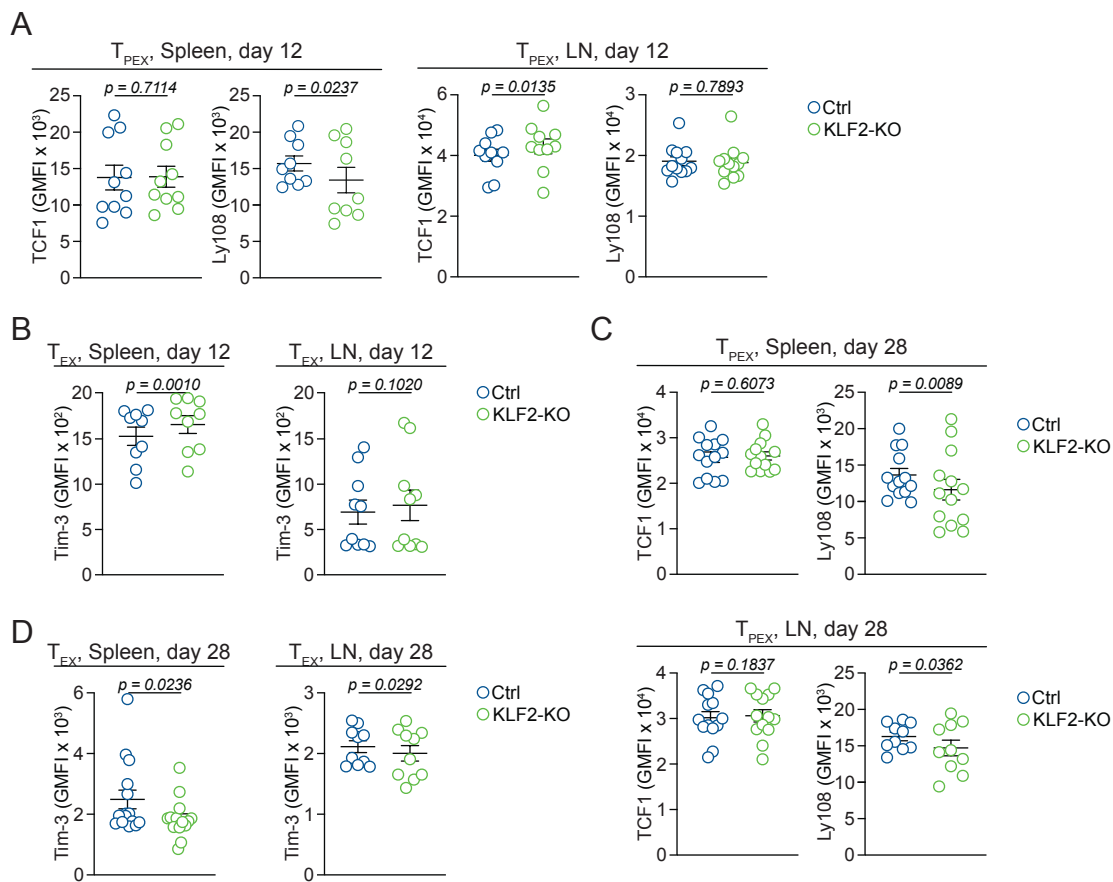 A
T_PEX, Spleen, day 12
T_PEX, LN, day 12
p = 0.7114
p = 0.0237
p = 0.0135
p = 0.7893
TCF1 (GMFI x 10³)
25
20
15
10
5
0
Ly108 (GMFI x 10³)
25
20
15
10
5
0
TCF1 (GMFI x 10⁴)
6
4
2
0
Ly108 (GMFI x 10⁴)
3
2
1
0
Ctrl
KLF2-KO
B
T_EX, Spleen, day 12
T_EX, LN, day 12
p = 0.0010
p = 0.1020
Tim-3 (GMFI x 10²)
20
15
10
5
0
Tim-3 (GMFI x 10²)
20
15
10
5
0
Ctrl
KLF2-KO
C
T_PEX, Spleen, day 28
p = 0.6073
p = 0.0089
TCF1 (GMFI x 10⁴)
4
3
2
1
0
Ly108 (GMFI x 10³)
25
20
15
10
5
0
Ctrl
KLF2-KO
D
T_EX, Spleen, day 28
T_EX, LN, day 28
p = 0.0236
p = 0.0292
Tim-3 (GMFI x 10³)
6
4
2
0
Tim-3 (GMFI x 10³)
3
2
1
0
Ctrl
KLF2-KO
T_PEX, LN, day 28
p = 0.1837
p = 0.0362
TCF1 (GMFI x 10⁴)
4
3
2
1
0
Ly108 (GMFI x 10³)
25
20
15
10
5
0
Ctrl
KLF2-KO